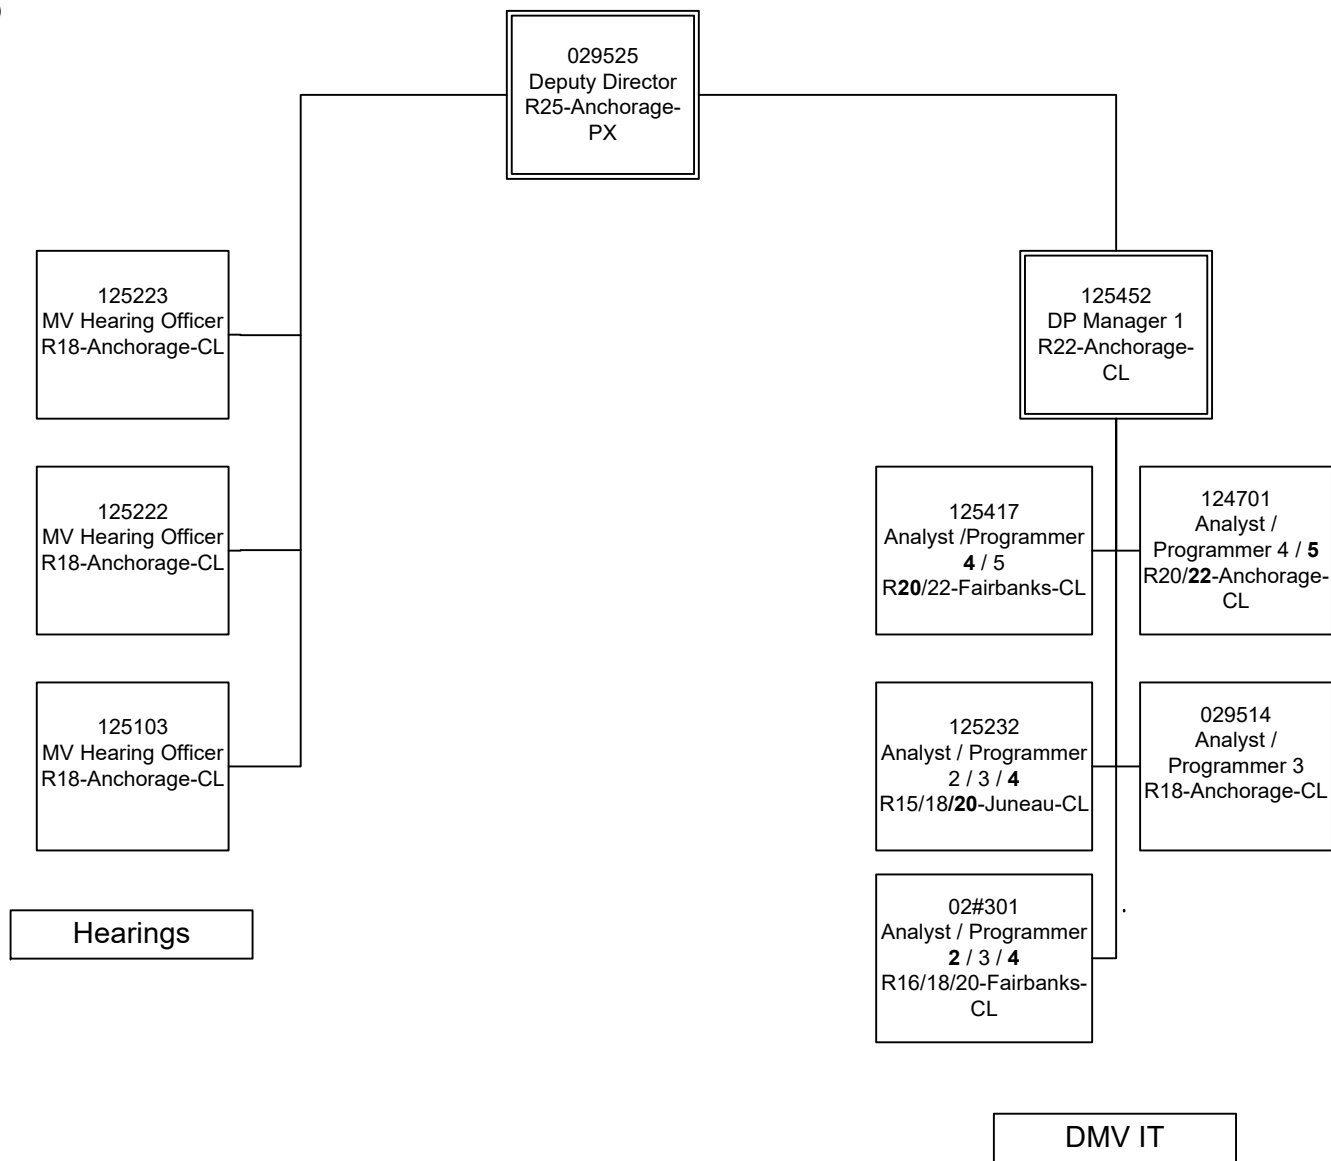 029525
Deputy Director
R25-Anchorage-
PX
125223
MV Hearing Officer
R18-Anchorage-CL
125452
DP Manager 1
R22-Anchorage-
CL
125222
MV Hearing Officer
R18-Anchorage-CL
125417
Analyst /Programmer
4 / 5
R20/22-Fairbanks-CL
124701
Analyst /
Programmer 4 / 5
R20/22-Anchorage-
CL
125103
MV Hearing Officer
R18-Anchorage-CL
125232
Analyst / Programmer
2 / 3 / 4
R15/18/20-Juneau-CL
029514
Analyst /
Programmer 3
R18-Anchorage-CL
02#301
Analyst / Programmer
2 / 3 / 4
R16/18/20-Fairbanks-
CL
Hearings
DMV IT